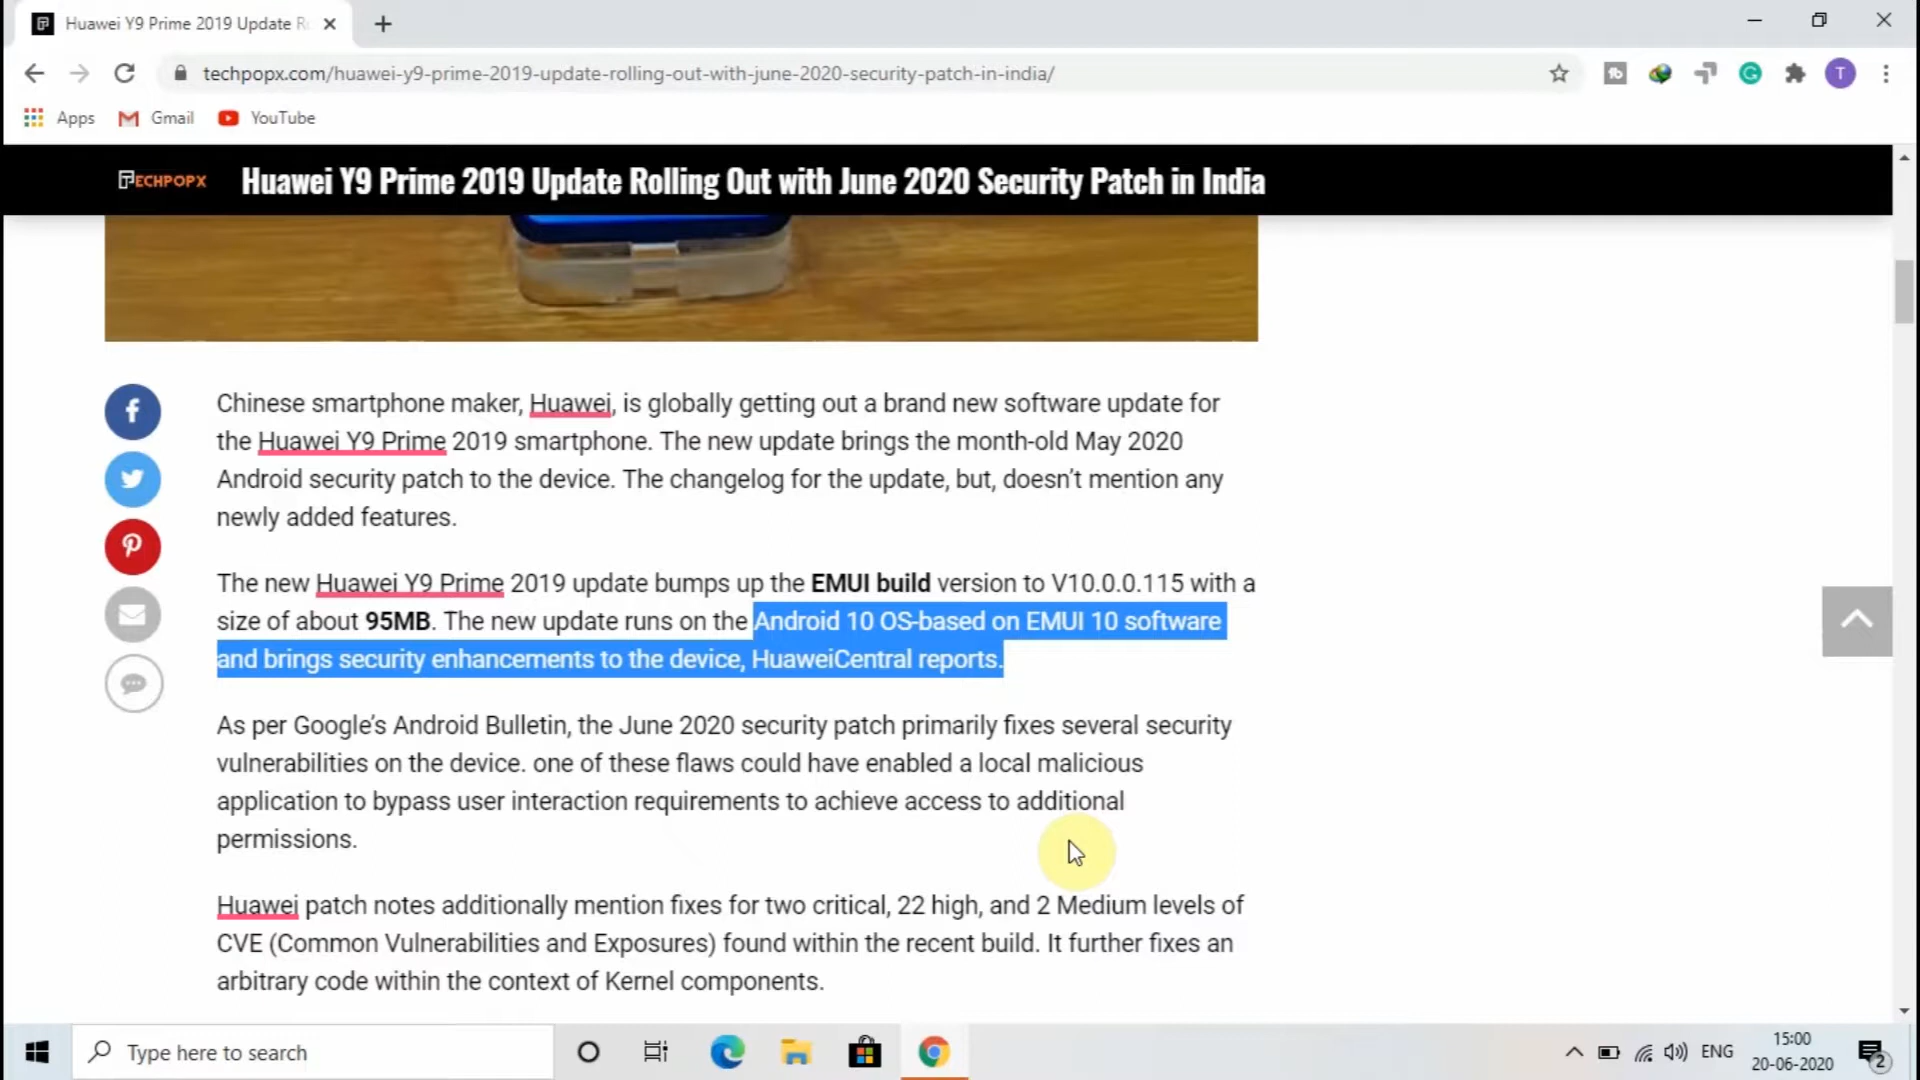 Huawei Y9 Prime 2019 Update R
techpopx.com/huawei-y9-prime-2019-update-rolling-out-with-june-2020-security-patch-in-india/
T
Apps
Gmail
YouTube
TECHPOPX
Huawei Y9 Prime 2019 Update Rolling Out with June 2020 Security Patch in India
Chinese smartphone maker, Huawei, is globally getting out a brand new software update for
the Huawei Y9 Prime 2019 smartphone. The new update brings the month-old May 2020
Android security patch to the device. The changelog for the update, but, doesn’t mention any
newly added features.
The new Huawei Y9 Prime 2019 update bumps up the EMUI build version to V10.0.0.115 with a
size of about 95MB. The new update runs on the Android 10 OS-based on EMUI 10 software
and brings security enhancements to the device, HuaweiCentral reports.
As per Google’s Android Bulletin, the June 2020 security patch primarily fixes several security
vulnerabilities on the device. one of these flaws could have enabled a local malicious
application to bypass user interaction requirements to achieve access to additional
permissions.
Huawei patch notes additionally mention fixes for two critical, 22 high, and 2 Medium levels of
CVE (Common Vulnerabilities and Exposures) found within the recent build. It further fixes an
arbitrary code within the context of Kernel components.
Type here to search
ENG
15:00
20-06-2020
2